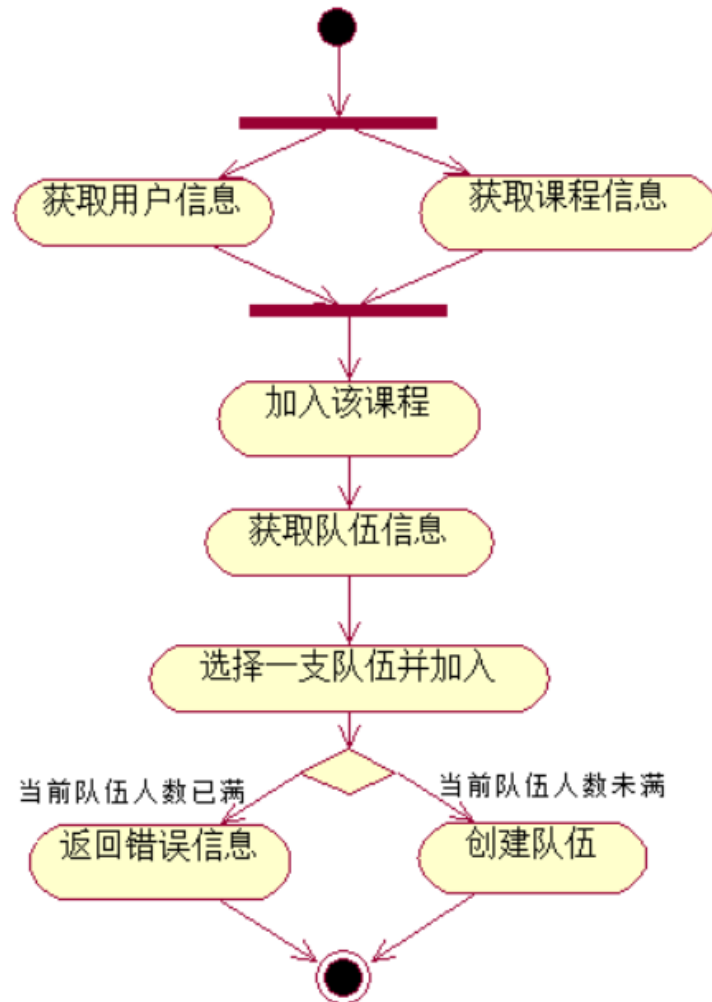 获取用户信息
获取课程信息
加入该课程
获取队伍信息
选择一支队伍并加入
当前队伍人数已满
当前队伍人数未满
返回错误信息
创建队伍